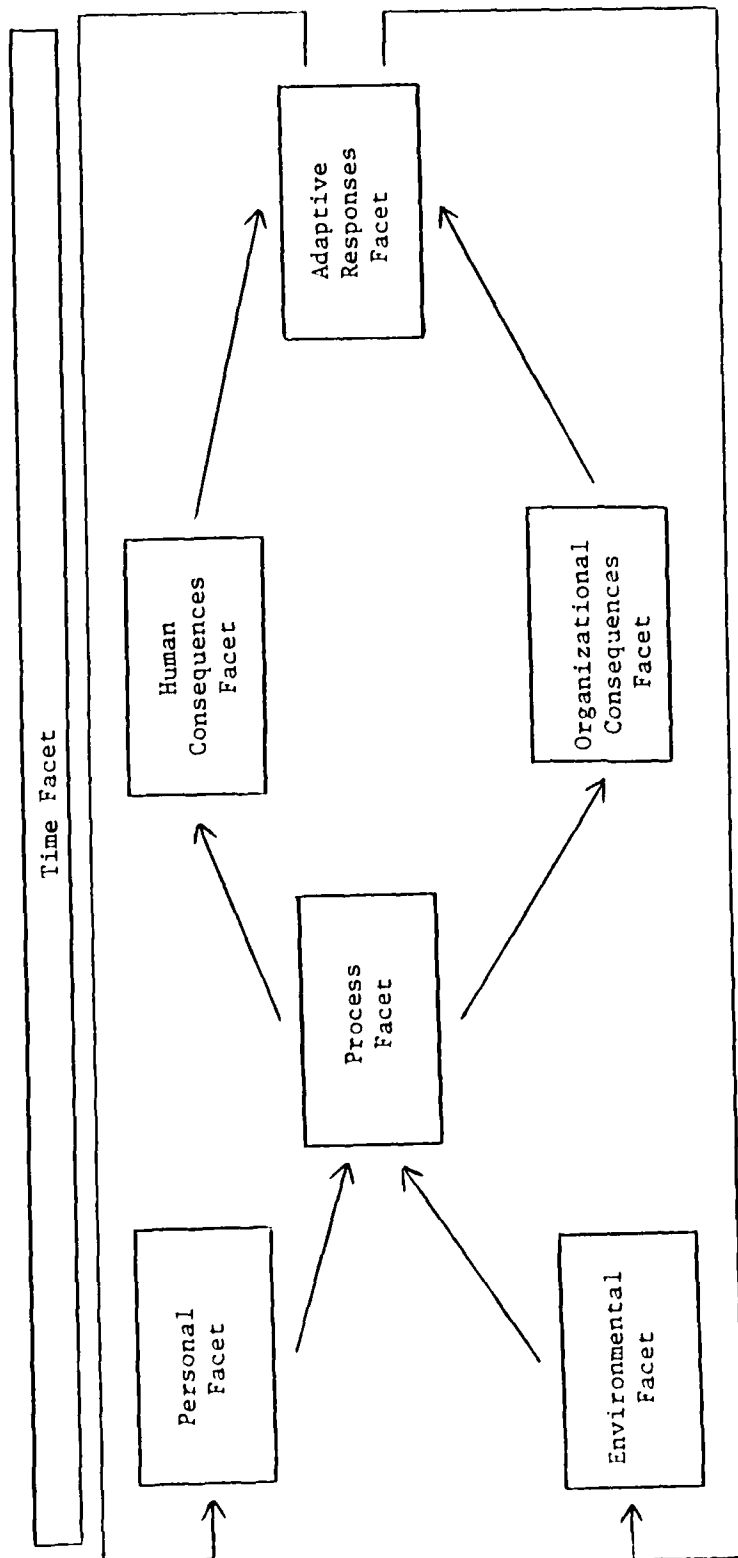 Time Facet
Personal
Facet
Environmental
Facet
Process
Facet
Human
Consequences
Facet
Organizational
Consequences
Facet
Adaptive
Responses
Facet